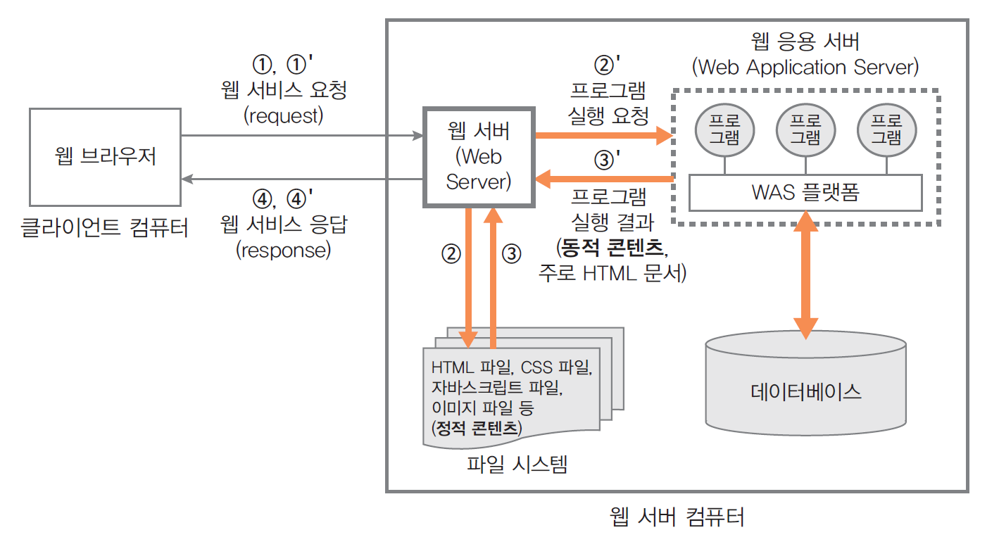 ①, ①'
웹 서비스 요청
(request)
웹 브라우저
④, ④'
웹 서비스 응답
(response)
클라이언트 컴퓨터
웹 서버
(Web
Server)
②'
프로그램
실행 요청
③'
프로그램
실행 결과
(동적 콘텐츠,
주로 HTML 문서)
웹 응용 서버
(Web Application Server)
프로
그램
프로
그램
프로
그램
WAS 플랫폼
②
③
HTML 파일, CSS 파일,
자바스크립트 파일,
이미지 파일 등
(정적 콘텐츠)
파일 시스템
데이터베이스
웹 서버 컴퓨터